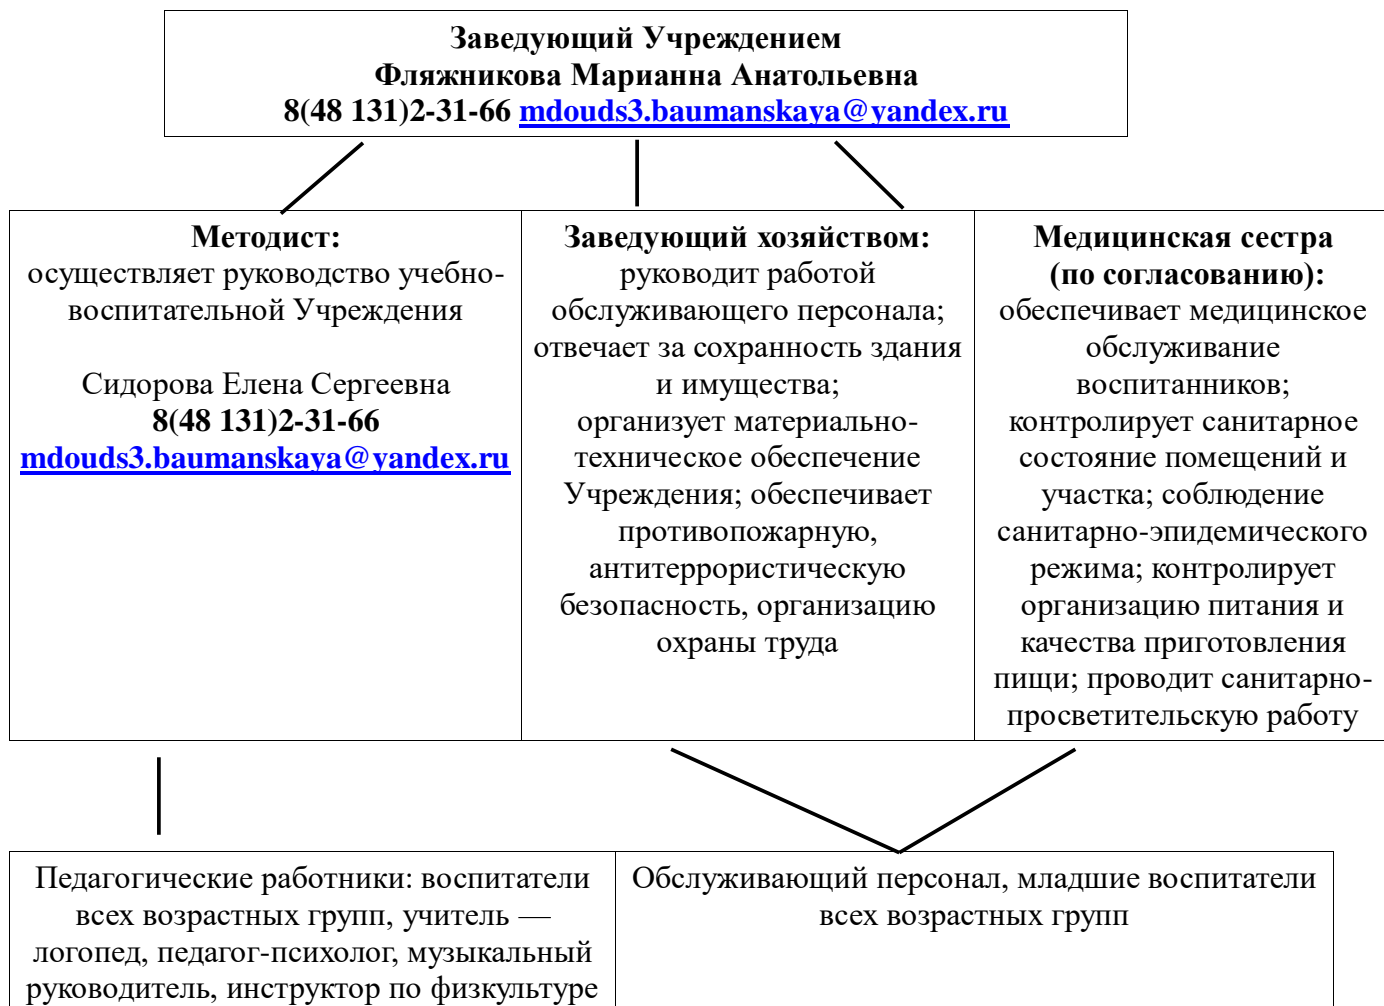 Заведующий Учреждением
Фляжникова Марианна Анатольевна
8(48 131)2-31-66 mdouds3.baumanskaya@yandex.ru
Методист:
осуществляет руководство учебно-
воспитательной Учреждения
Сидорова Елена Сергеевна
8(48 131)2-31-66
mdouds3.baumanskaya@yandex.ru
Заведующий хозяйством:
руководит работой
обслуживающего персонала;
отвечает за сохранность здания
и имущества;
организует материально-
техническое обеспечение
Учреждения; обеспечивает
противопожарную,
антитеррористическую
безопасность, организацию
охраны труда
Медицинская сестра
(по согласованию):
обеспечивает медицинское
обслуживание
воспитанников;
контролирует санитарное
состояние помещений и
участка; соблюдение
санитарно-эпидемического
режима; контролирует
организацию питания и
качества приготовления
пищи; проводит санитарно-
просветительскую работу
Педагогические работники: воспитатели
всех возрастных групп, учитель —
логопед, педагог-психолог, музыкальный
руководитель, инструктор по физкультуре
Обслуживающий персонал, младшие воспитатели
всех возрастных групп